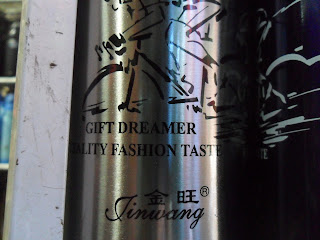 GIFT DREAMER
ALITY FASHION TASTE
金旺®
Jinwang